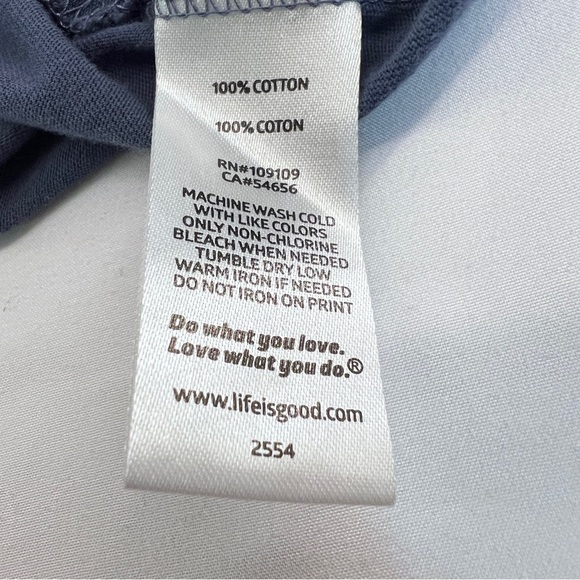 100% COTTON
100% COTON
RN#109109
CA#54656
MACHINE WASH COLD
WITH LIKE COLORS
ONLY NON-CHLORINE
BLEACH WHEN NEEDED
TUMBLE DRY LOW
WARM IRON IF NEEDED
DO NOT IRON ON PRINT
Do what you love.
Love what you do.®
www.lifeisgood.com
2554